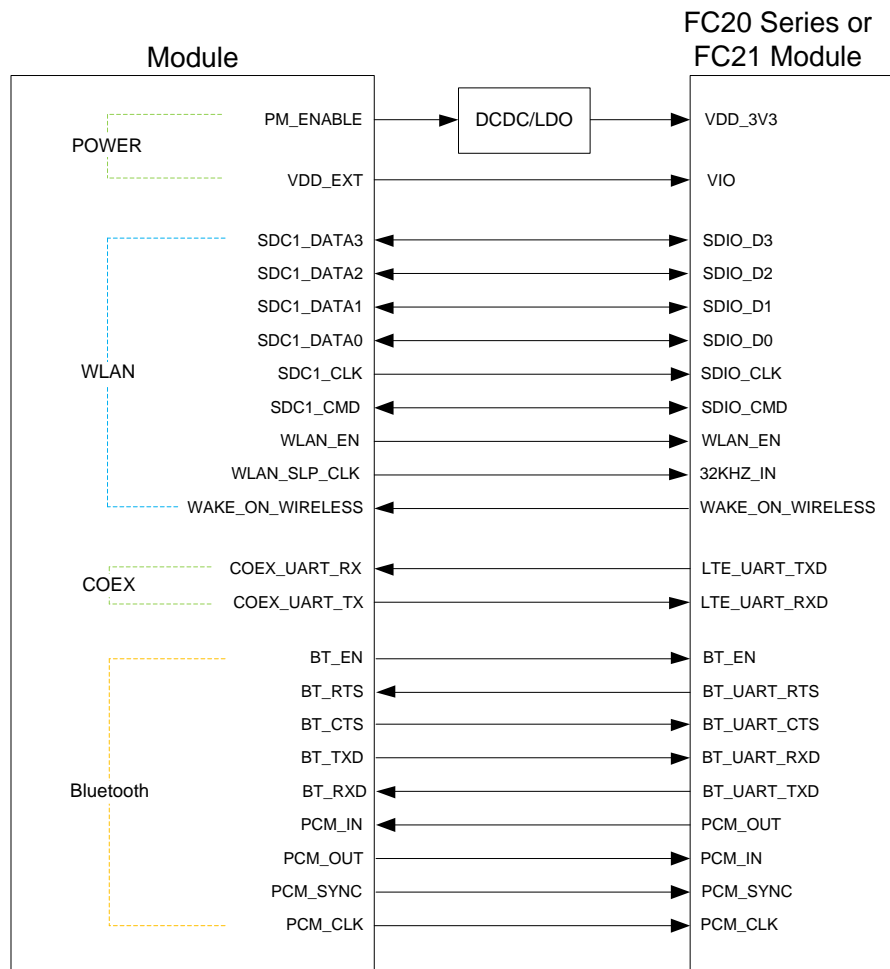 Module
FC20 Series or
FC21 Module
POWER
PM_ENABLE
DCDC/LDO
VDD_3V3
VDD_EXT
VIO
WLAN
SDC1_DATA3
SDIO_D3
SDC1_DATA2
SDIO_D2
SDC1_DATA1
SDIO_D1
SDC1_DATA0
SDIO_D0
SDC1_CLK
SDIO_CLK
SDC1_CMD
SDIO_CMD
WLAN_EN
WLAN_EN
WLAN_SLP_CLK
32KHZ_IN
WAKE_ON_WIRELESS
WAKE_ON_WIRELESS
COEX
COEX_UART_RX
LTE_UART_TXD
COEX_UART_TX
LTE_UART_RXD
Bluetooth
BT_EN
BT_EN
BT_RTS
BT_UART_RTS
BT_CTS
BT_UART_CTS
BT_TXD
BT_UART_RXD
BT_RXD
BT_UART_TXD
PCM_IN
PCM_OUT
PCM_OUT
PCM_IN
PCM_SYNC
PCM_SYNC
PCM_CLK
PCM_CLK